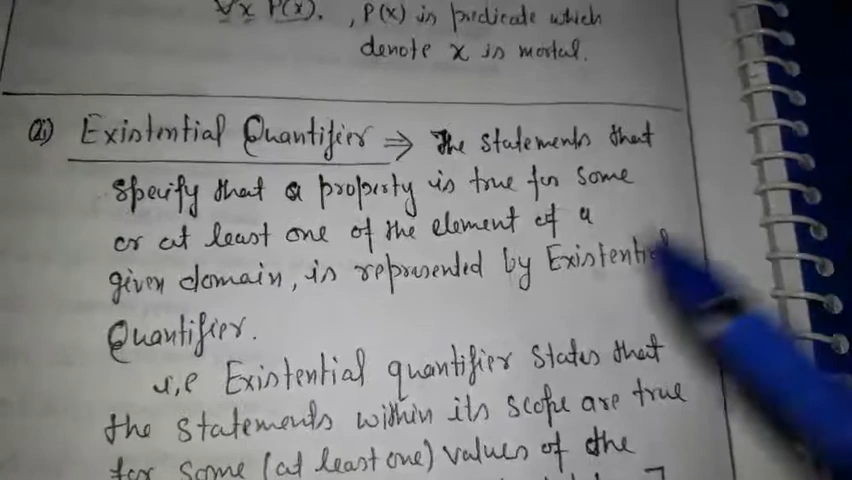 ∀x P(x). , P(x) is predicate which
denote x is mortal.
(2) Existential Quantifier ⇒ The statements that
specify that a property is true for some
or at least one of the element of a
given domain, is represented by Existential
Quantifier.
i,e Existential quantifier states that
the statements within its scope are true
for some (at least one) values of the